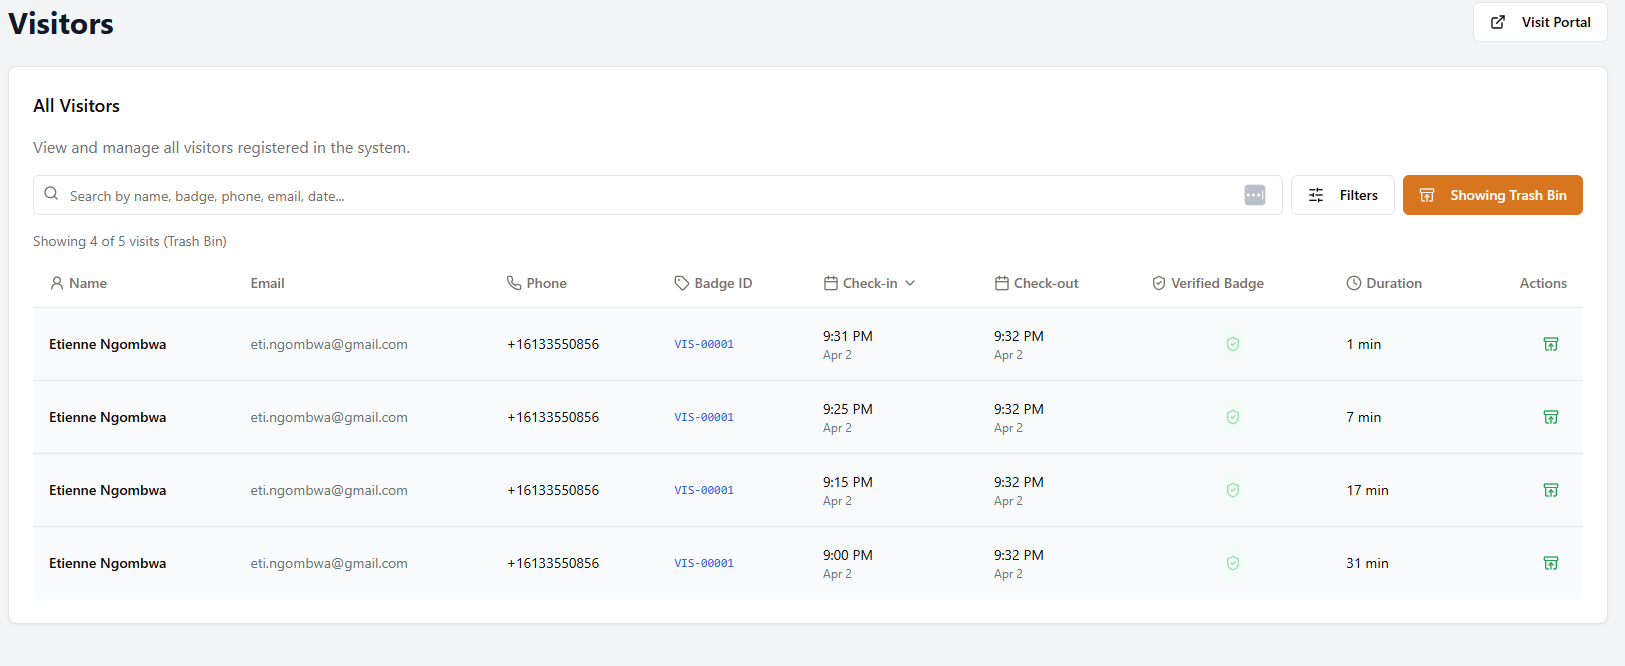 Visitors
Visit Portal
All Visitors
View and manage all visitors registered in the system.
Search by name, badge, phone, email, date...
Filters
Showing Trash Bin
Showing 4 of 5 visits (Trash Bin)
Name Email Phone Badge ID Check-in Check-out Verified Badge Duration Actions
Etienne Ngombwa eti.ngombwa@gmail.com +16133550856 VIS-00001 9:31 PM 9:32 PM 1 min
Apr 2 Apr 2
Etienne Ngombwa eti.ngombwa@gmail.com +16133550856 VIS-00001 9:25 PM 9:32 PM 7 min
Apr 2 Apr 2
Etienne Ngombwa eti.ngombwa@gmail.com +16133550856 VIS-00001 9:15 PM 9:32 PM 17 min
Apr 2 Apr 2
Etienne Ngombwa eti.ngombwa@gmail.com +16133550856 VIS-00001 9:00 PM 9:32 PM 31 min
Apr 2 Apr 2